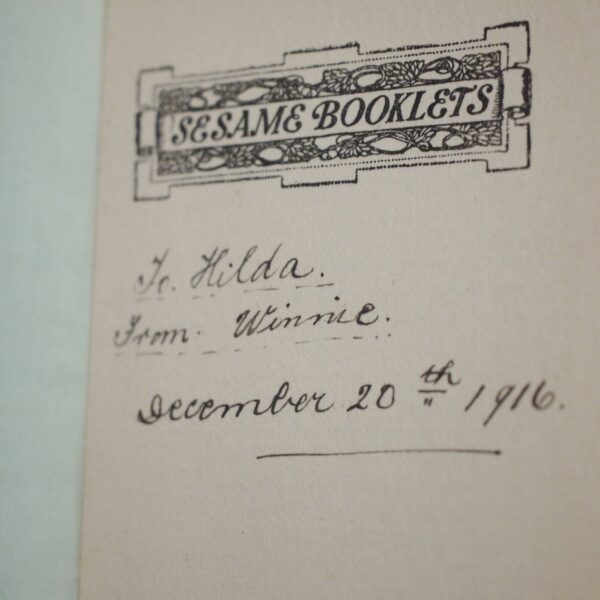 SESAME BOOKLETS
To. Hilda.
From. Winnie.
December 20th 1916.